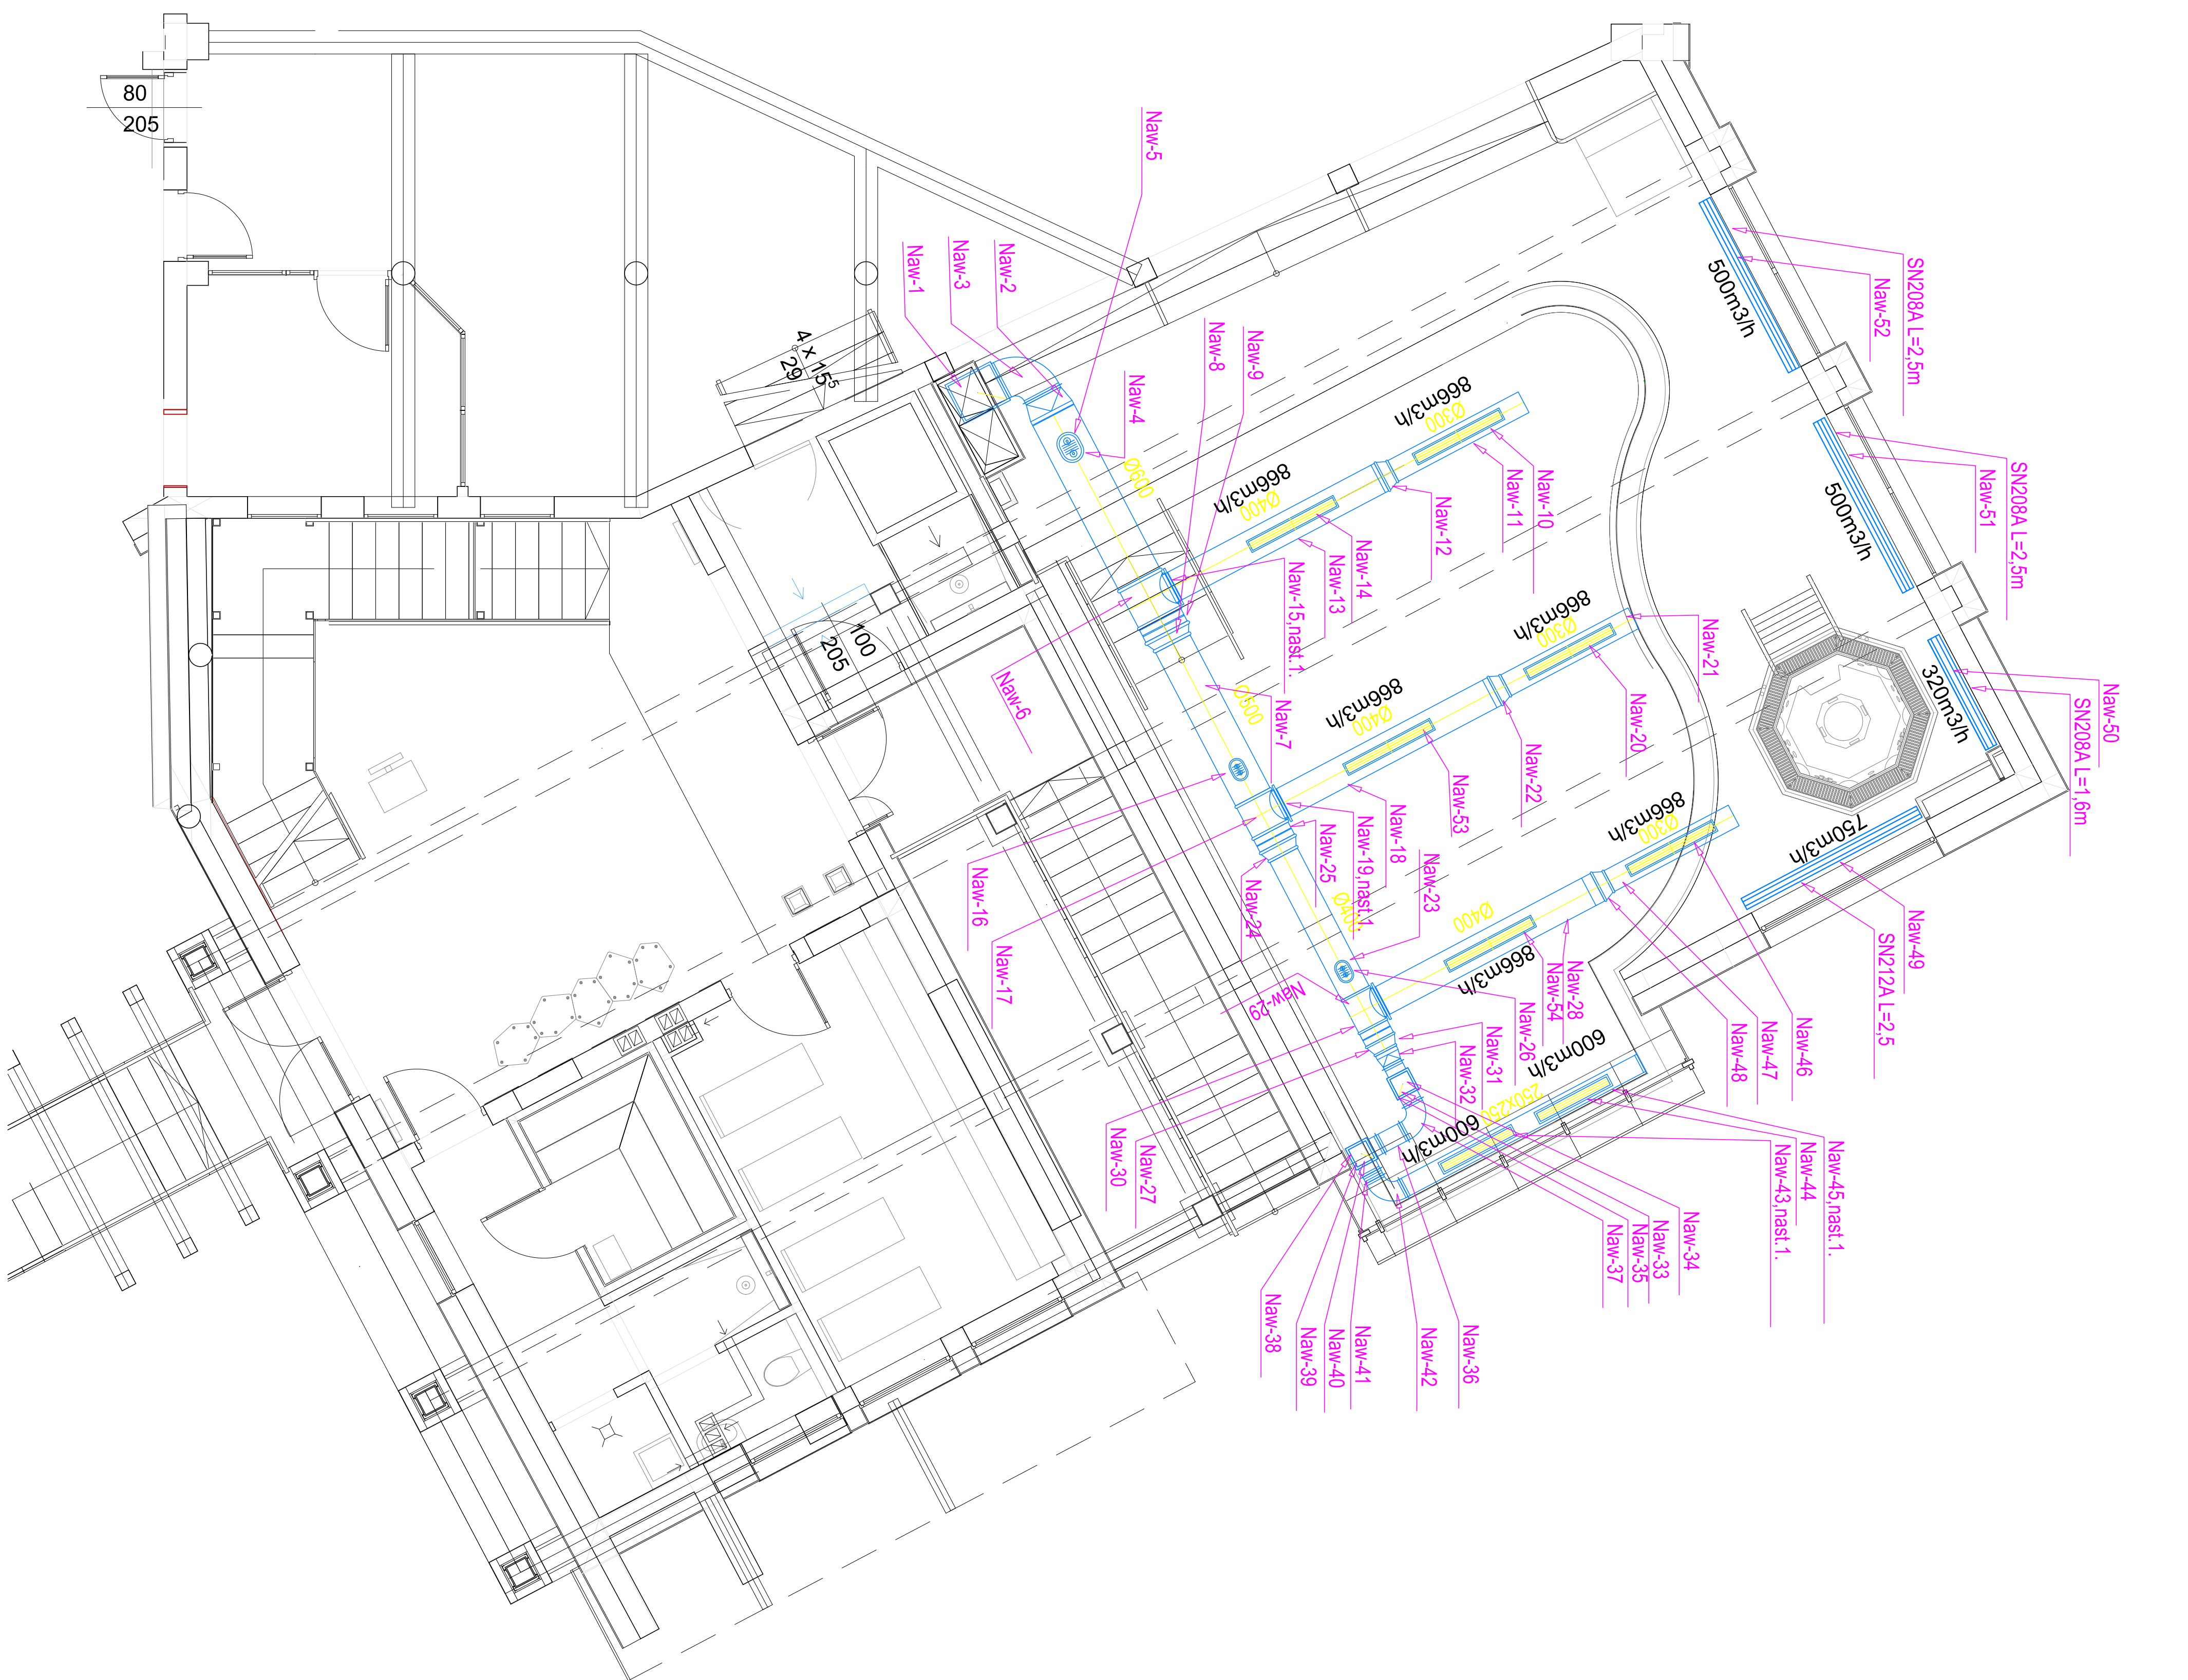 80
205
4 x 15⁵
29
100
205
Naw-5
Naw-1
Naw-3
Naw-2
Naw-4
Naw-8
Naw-9
Naw-6
Naw-7
Naw-10
Naw-11
Naw-12
Naw-14
Naw-13
Naw-15,nast.1.
Naw-16
Naw-17
Naw-18
Naw-19,nast.1.
Naw-20
Naw-21
Naw-22
Naw-53
Naw-23
Naw-24
Naw-25
Naw-26
Naw-27
Naw-28
Naw-54
Naw-29
Naw-30
Naw-31
Naw-32
Naw-34
Naw-33
Naw-35
Naw-37
Naw-36
Naw-38
Naw-39
Naw-40
Naw-41
Naw-42
Naw-43,nast.1.
Naw-44
Naw-45,nast.1.
Naw-46
Naw-47
Naw-48
Naw-49
SN212A L=2,5
Naw-50
SN208A L=1,6m
Naw-51
SN208A L=2,5m
Naw-52
SN208A L=2,5m
500m3/h
500m3/h
320m3/h
750m3/h
866m3/h
Ø300
866m3/h
Ø400
866m3/h
Ø300
866m3/h
Ø400
866m3/h
Ø300
866m3/h
Ø400
600m3/h
600m3/h
250x250
Ø500
Ø400